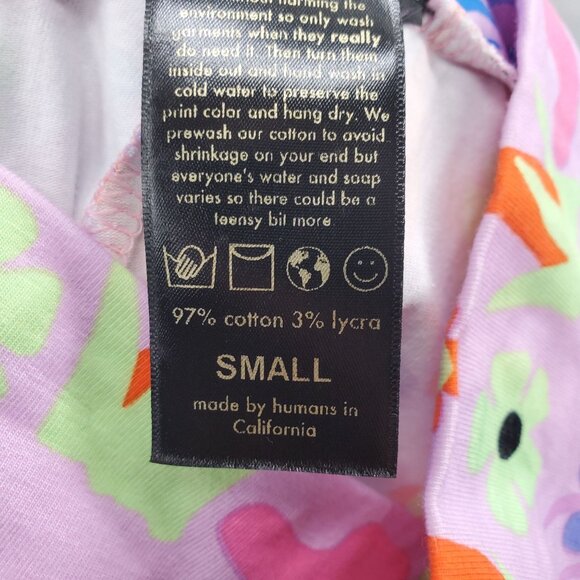 without harming the
environment so only wash
garments when they really
do need it. Then turn them
inside out and hand wash in
cold water to preserve the
print color and hang dry. We
prewash our cotton to avoid
shrinkage on your end but
everyone's water and soap
varies so there could be a
teensy bit more
97% cotton 3% lycra
SMALL
made by humans in
California